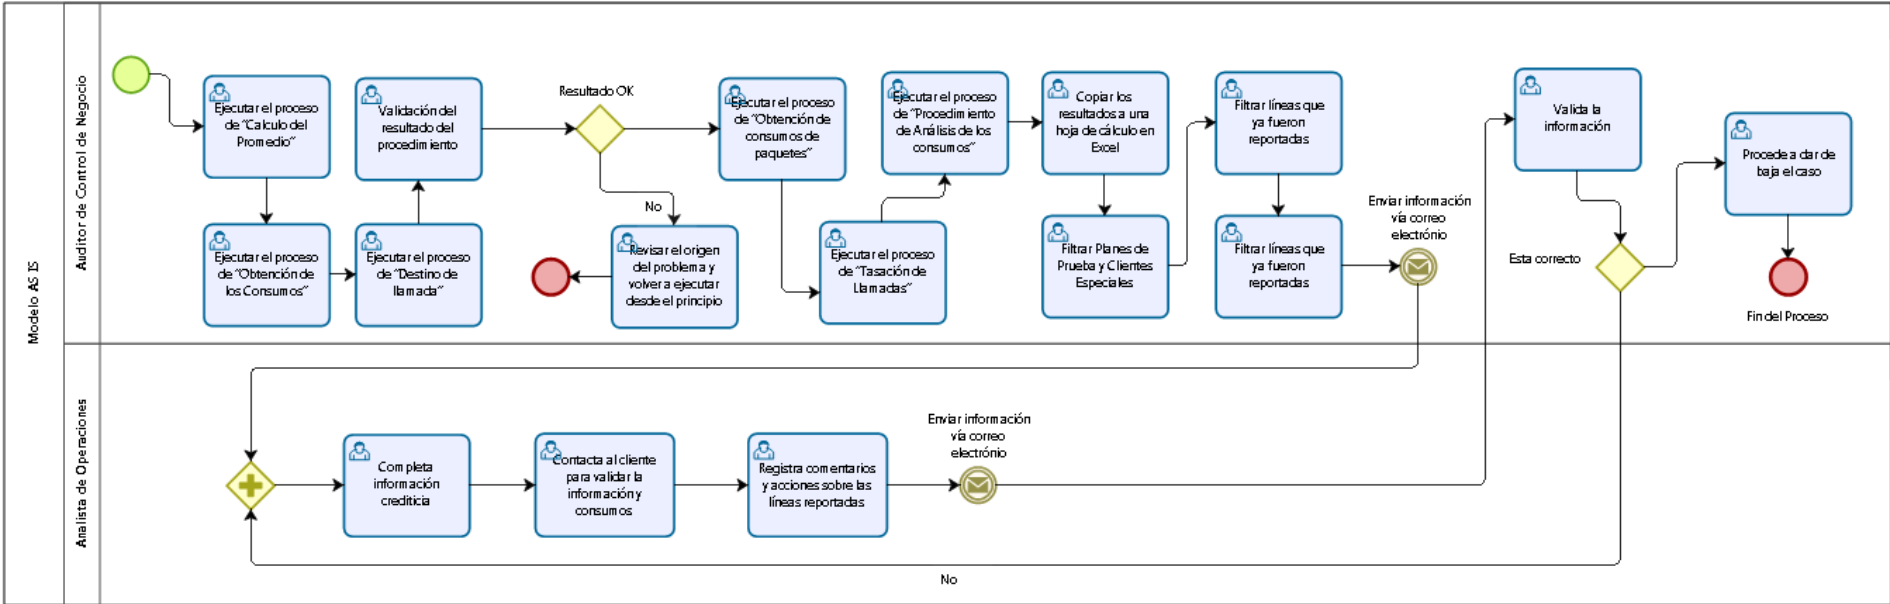 Modelo AS IS
Auditor de Control de Negocio
Ejecutar el proceso
de “Calculo del
Promedio”
Ejecutar el proceso
de “Obtención de
los Consumos”
Ejecutar el proceso
de “Destino de
llamada”
Validación del
resultado del
procedimiento
Resultado OK
No
Revisar el origen
del problema y
volver a ejecutar
desde el principio
Ejecutar el proceso
de “Obtención de
consumos de
paquetes”
Ejecutar el proceso
de “Tasación de
Llamadas”
Ejecutar el proceso
de “Procedimiento
de Análisis de los
consumos”
Copiar los
resultados a una
hoja de cálculo en
Excel
Filtrar Planes de
Prueba y Clientes
Especiales
Filtrar líneas que
ya fueron
reportadas
Filtrar líneas que
ya fueron
reportadas
Enviar información
vía correo
electrónio
Valida la
información
Esta correcto
Procede a dar de
baja el caso
Fin del Proceso
Analista de Operaciones
Completa
información
crediticia
Contacta al cliente
para validar la
información y
consumos
Registra comentarios
y acciones sobre las
líneas reportadas
Enviar información
vía correo
electrónio
No